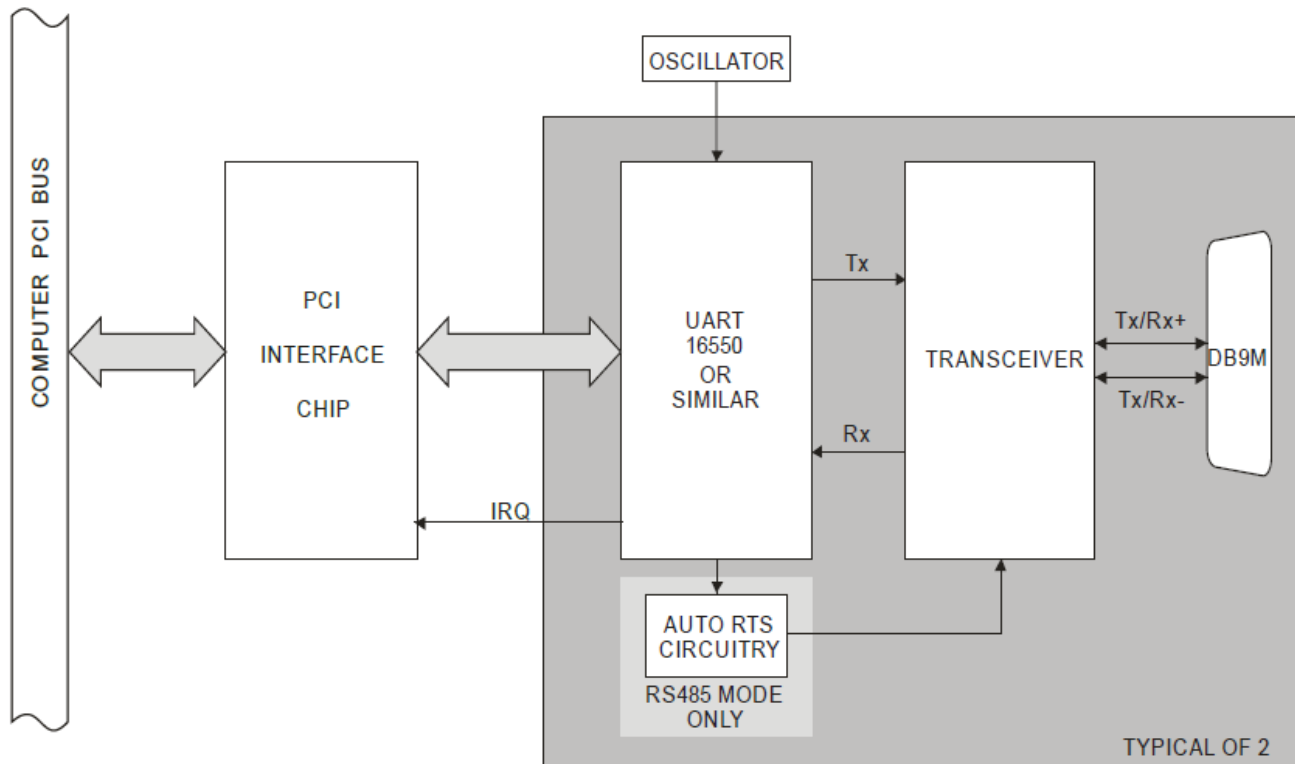 COMPUTER PCI BUS
OSCILLATOR
PCI
INTERFACE
CHIP
UART
16550
OR
SIMILAR
Tx
Rx
TRANSCEIVER
Tx/Rx+
Tx/Rx-
DB9M
IRQ
AUTO RTS
CIRCUITRY
RS485 MODE
ONLY
TYPICAL OF 2